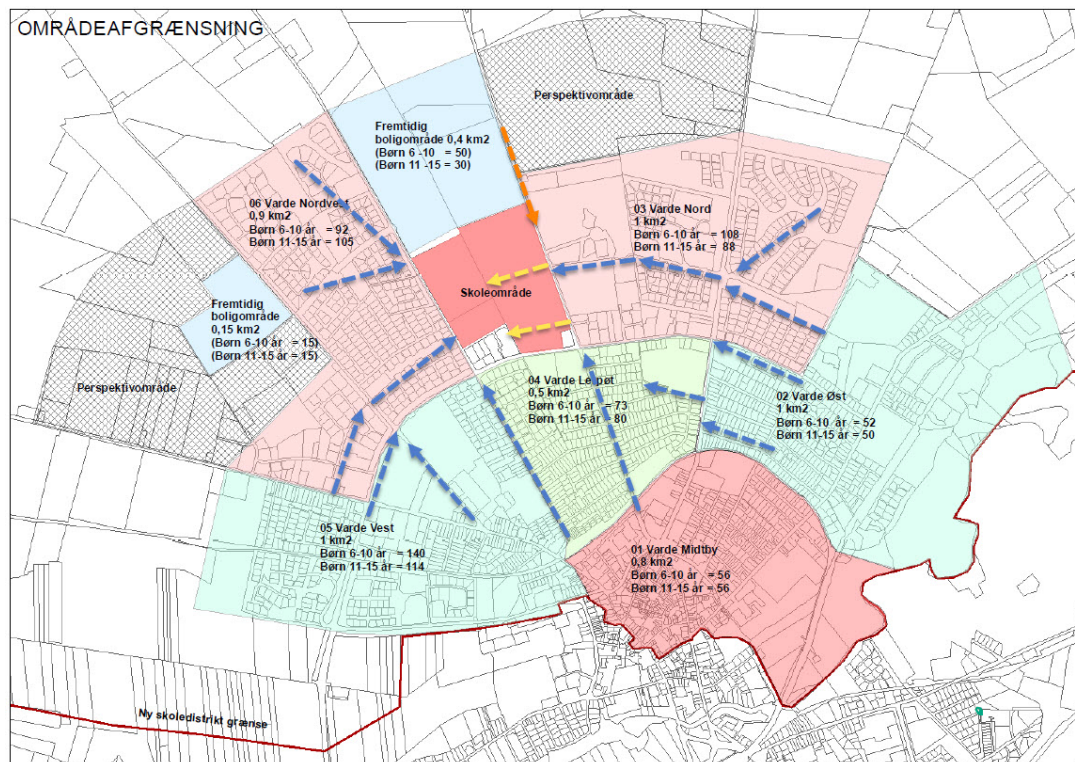 OMRÅDEAFGRÆNSNING
Perspektivområde
Fremtidig
boligområde 0,4 km2
(Børn 6 -10 = 50)
(Børn 11 -15 = 30)
06 Varde Nordvest
0,9 km2
Børn 6-10 år = 92
Børn 11-15 år = 105
03 Varde Nord
1 km2
Børn 6-10 år = 108
Børn 11-15 år = 88
Skoleområde
Fremtidig
boligområde
0,15 km2
(Børn 6-10 år = 15)
(Børn 11-15 år = 15)
Perspektivområde
04 Varde Lerpøt
0,5 km2
Børn 6-10 år = 73
Børn 11-15 år = 80
02 Varde Øst
1 km2
Børn 6-10 år = 52
Børn 11-15 år = 50
05 Varde Vest
1 km2
Børn 6-10 år = 140
Børn 11-15 år = 114
01 Varde Midtby
0,8 km2
Børn 6-10 år = 56
Børn 11-15 år = 56
Ny skoledistrikt grænse